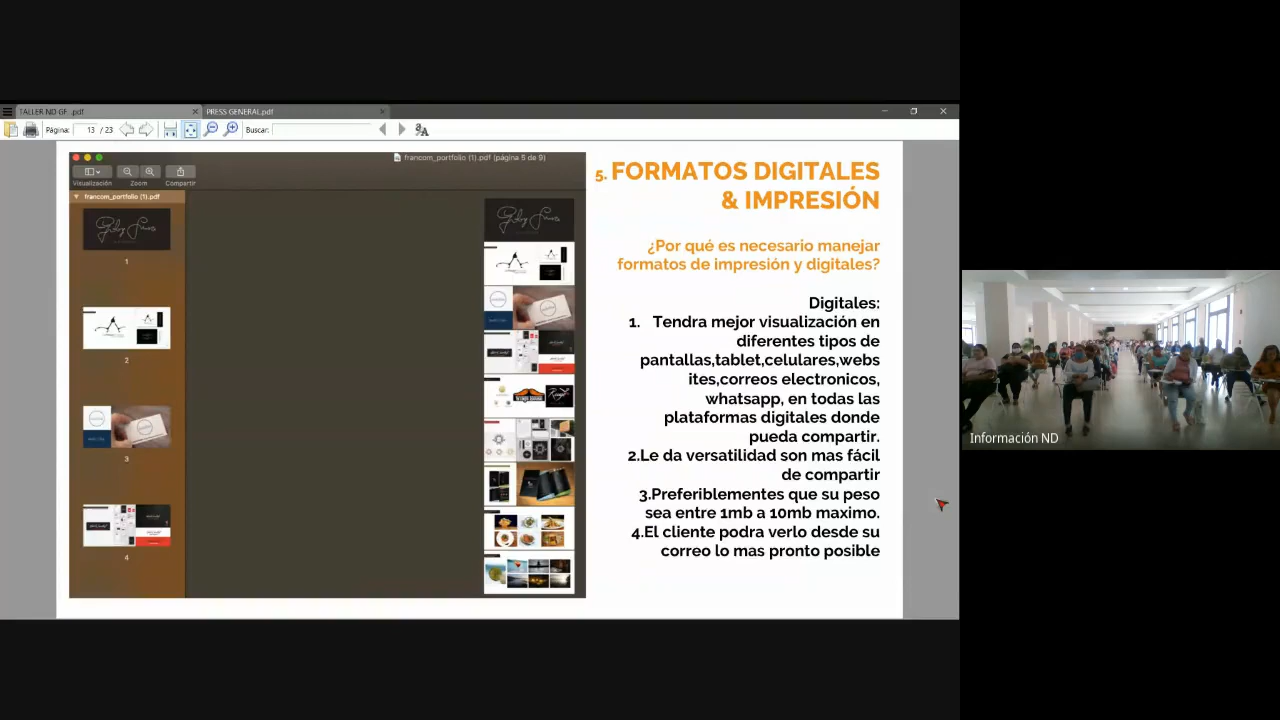 TALLER ND GF .pdf
PRESS GENERAL.pdf
Página: 13 / 23
Buscar:
francom_portfolio (1).pdf (página 5 de 9)
Visualización
Zoom
Compartir
francom_portfolio (1).pdf
1
2
3
4
5. FORMATOS DIGITALES
& IMPRESIÓN
¿Por qué es necesario manejar
formatos de impresión y digitales?
Digitales:
1. Tendra mejor visualización en
diferentes tipos de
pantallas,tablet,celulares,webs
ites,correos electronicos,
whatsapp, en todas las
plataformas digitales donde
pueda compartir.
2.Le da versatilidad son mas fácil
de compartir
3.Preferiblementes que su peso
sea entre 1mb a 10mb maximo.
4.El cliente podra verlo desde su
correo lo mas pronto posible
Información ND